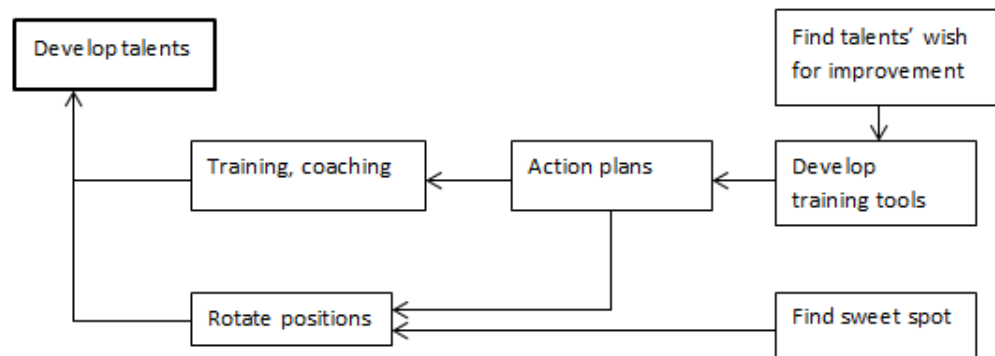 Develop talents
Find talents’ wish
for improvement
Training, coaching
Action plans
Develop
training tools
Rotate positions
Find sweet spot